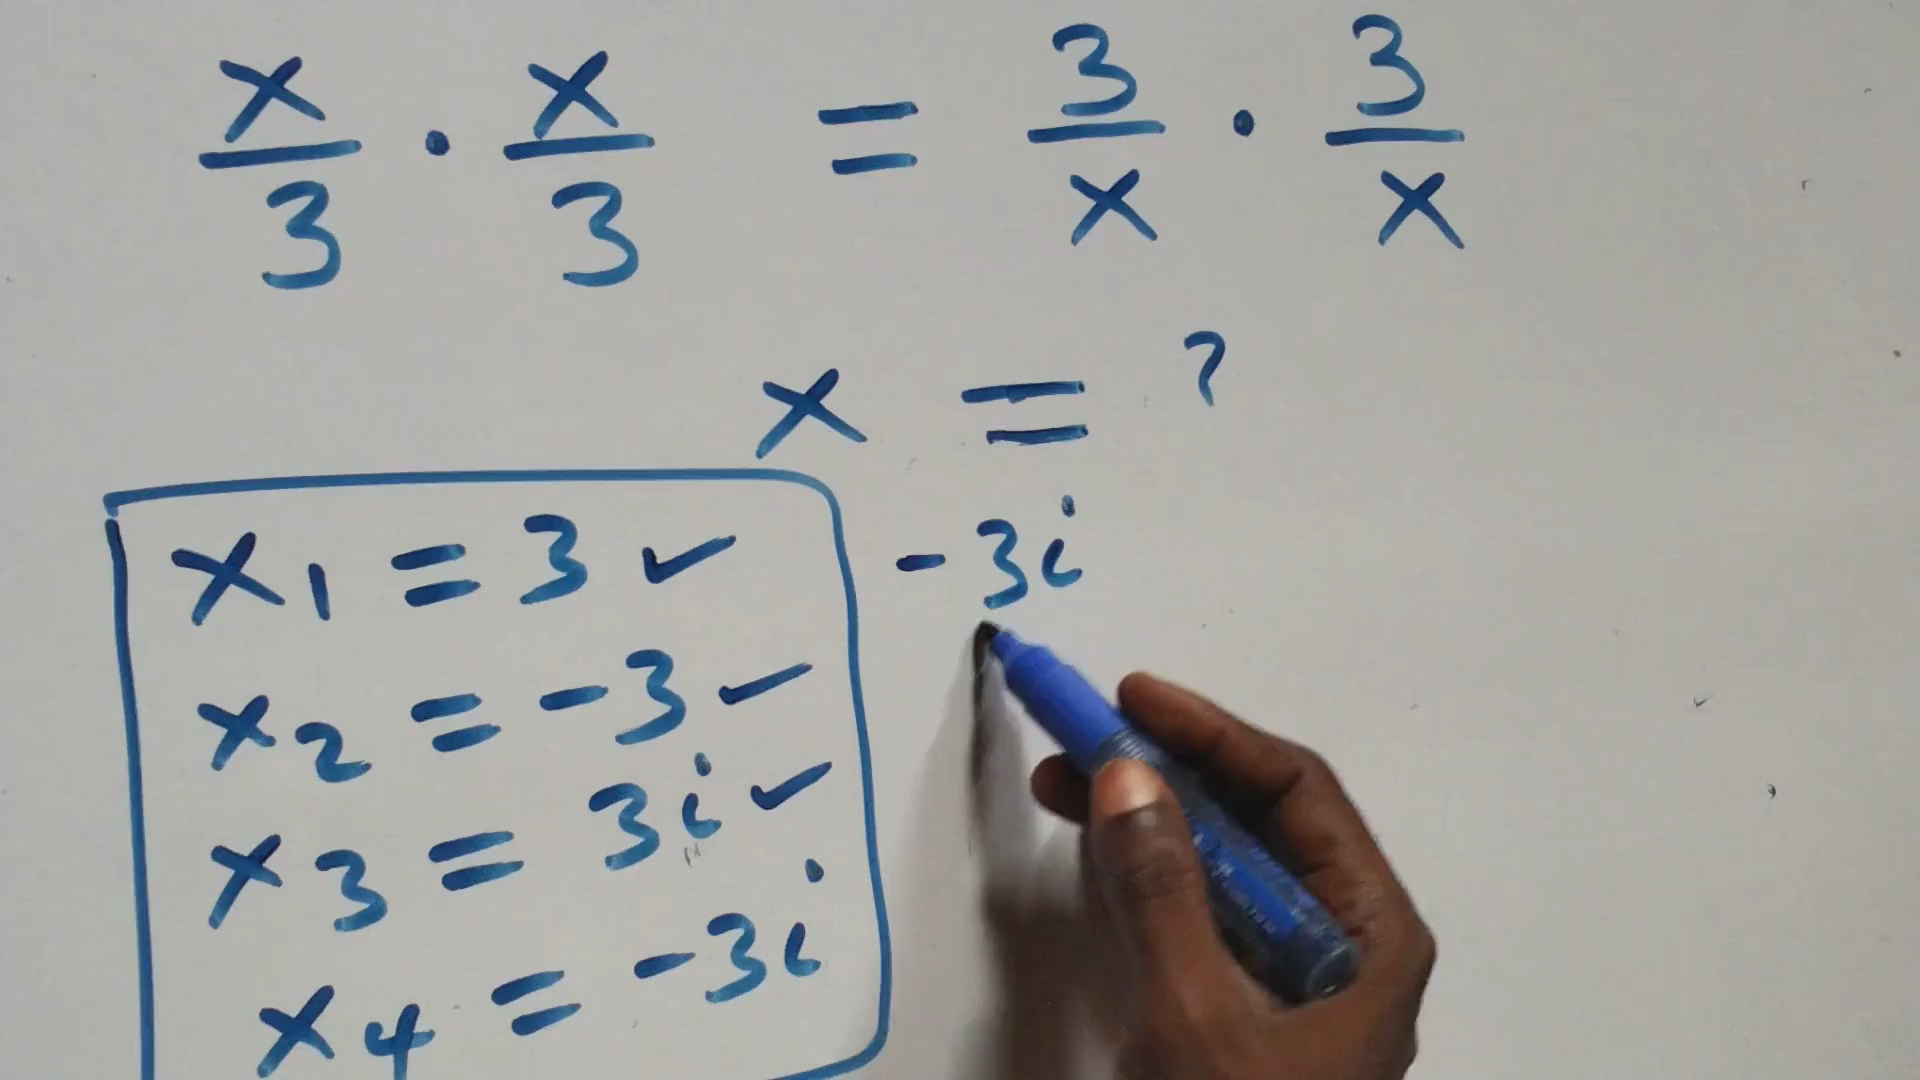 x/3 · x/3 = 3/x · 3/x
x = ?
x1 = 3 ✓
x2 = -3 ✓
x3 = 3i ✓
x4 = -3i
-3i